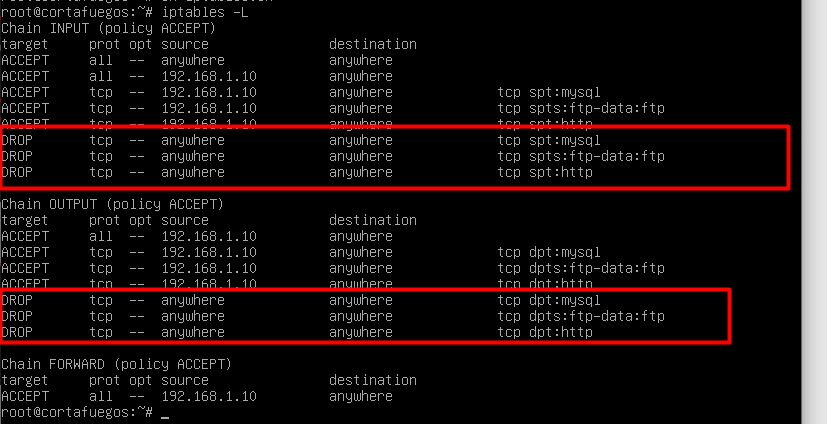 root@cortafuegos:~# iptables -L
Chain INPUT (policy ACCEPT)
target prot opt source destination
ACCEPT all -- anywhere anywhere
ACCEPT all -- 192.168.1.10 anywhere
ACCEPT tcp -- 192.168.1.10 anywhere tcp spt:mysql
ACCEPT tcp -- 192.168.1.10 anywhere tcp spts:ftp-data:ftp
ACCEPT tcp -- 192.168.1.10 anywhere tcp spt:http
DROP tcp -- anywhere anywhere tcp spt:mysql
DROP tcp -- anywhere anywhere tcp spts:ftp-data:ftp
DROP tcp -- anywhere anywhere tcp spt:http
Chain OUTPUT (policy ACCEPT)
target prot opt source destination
ACCEPT all -- 192.168.1.10 anywhere
ACCEPT tcp -- 192.168.1.10 anywhere tcp dpt:mysql
ACCEPT tcp -- 192.168.1.10 anywhere tcp dpts:ftp-data:ftp
ACCEPT tcp -- 192.168.1.10 anywhere tcp dpt:http
DROP tcp -- anywhere anywhere tcp dpt:mysql
DROP tcp -- anywhere anywhere tcp dpts:ftp-data:ftp
DROP tcp -- anywhere anywhere tcp dpt:http
Chain FORWARD (policy ACCEPT)
target prot opt source destination
ACCEPT all -- 192.168.1.10 anywhere
root@cortafuegos:~# _